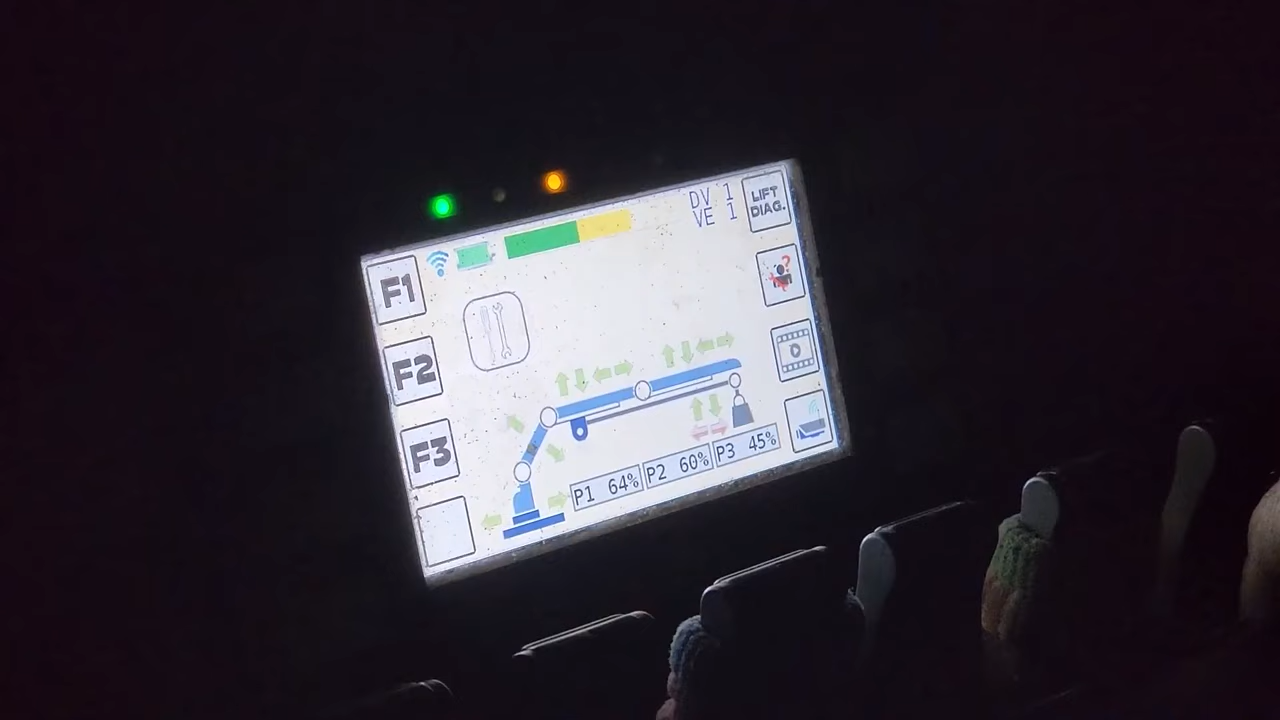 DV 1
VE 1
LIFT
DIAG.
F1
F2
F3
P1 64%
P2 60%
P3 45%